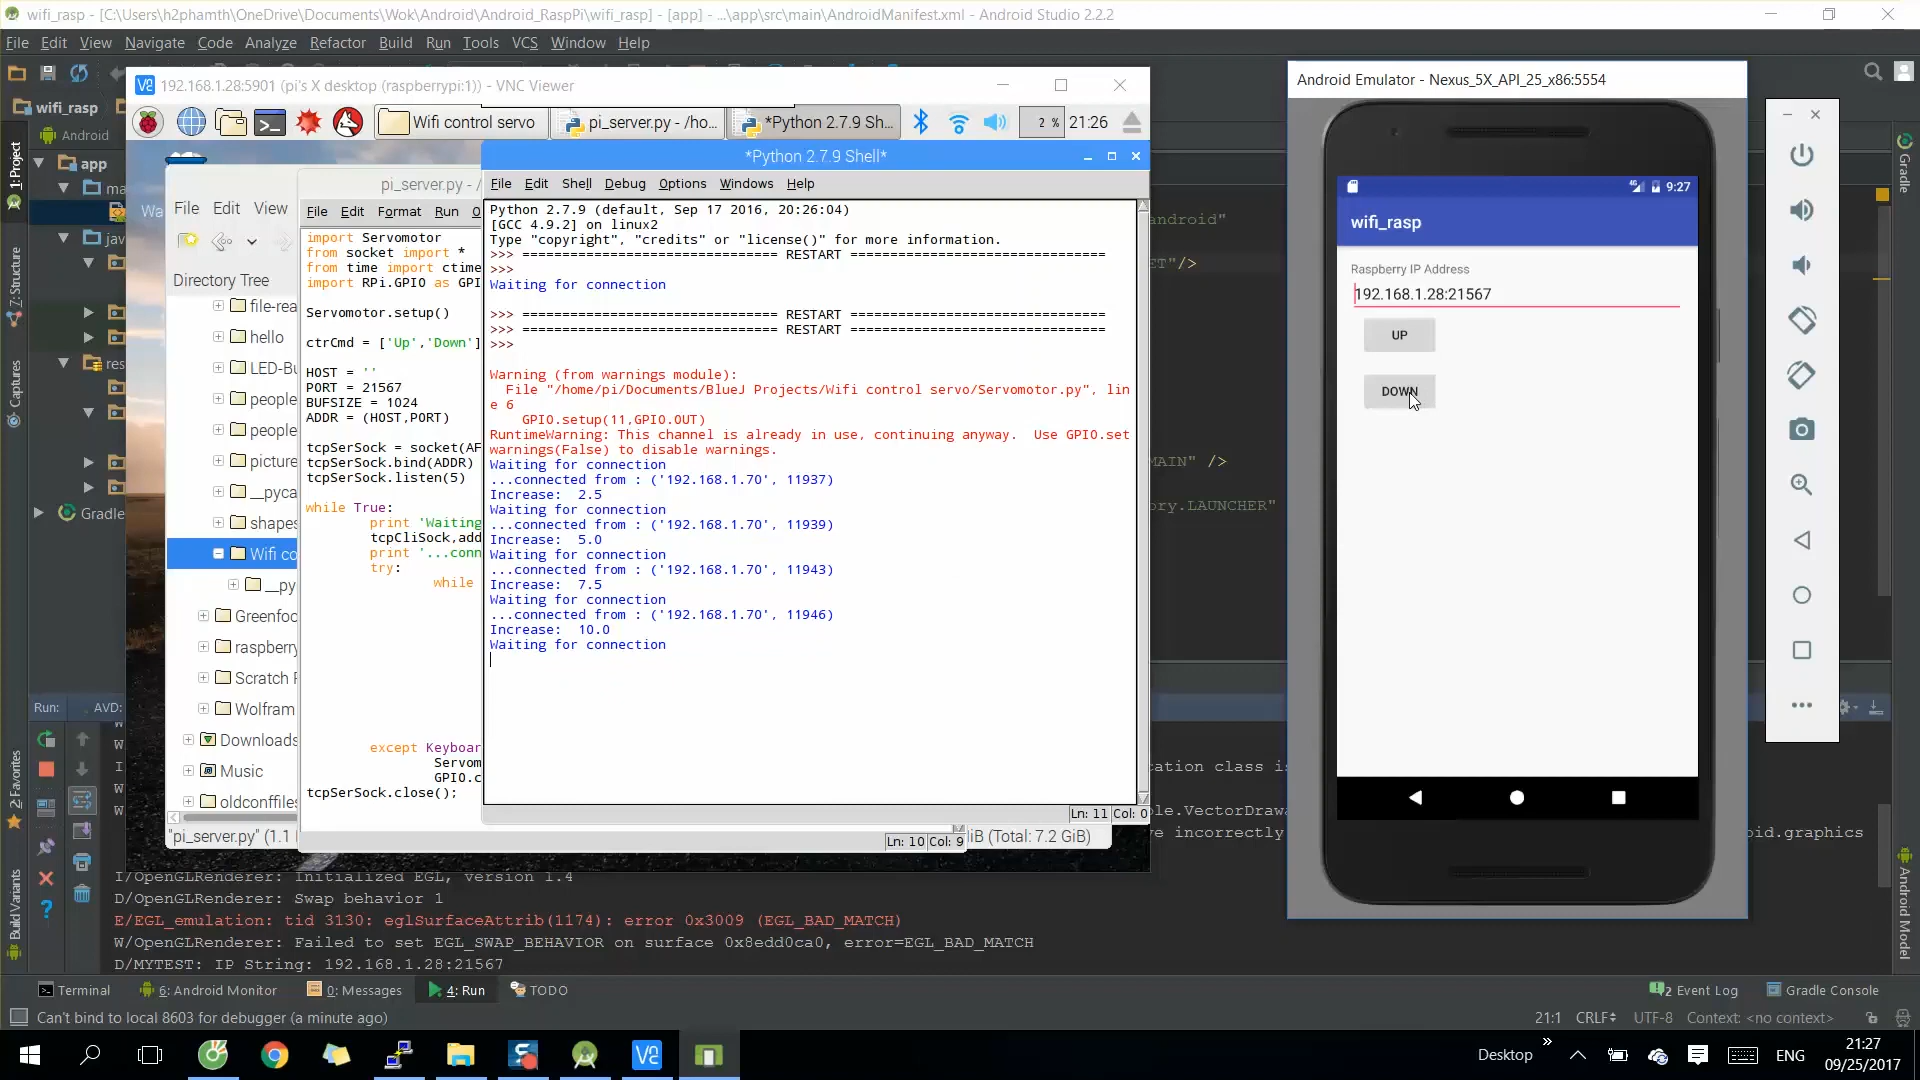 wifi_rasp - [C:\Users\h2phamth\OneDrive\Documents\Wok\Android\Android_RaspPi\wifi_rasp] - [app] - ...\app\src\main\AndroidManifest.xml - Android Studio 2.2.2
File Edit View Navigate Code Analyze Refactor Build Run Tools VCS Window Help
wifi_rasp
Android
app
ma
jav
res
Gradle
1: Project
7: Structure
Captures
2: Favorites
Build Variants
Gradle
Android Model
192.168.1.28:5901 (pi's X desktop (raspberrypi:1)) - VNC Viewer
Wifi control servo
pi_server.py - /ho...
*Python 2.7.9 Sh...
2 %
21:26
Wa
File Edit View
Directory Tree
file-rea
hello
LED-Bu
people
people
picture
__pyca
shapes
Wifi co
__py
Greenfoo
raspberry
Scratch P
Wolfram
Downloads
Music
oldconffiles
"pi_server.py" (1.1
iB (Total: 7.2 GiB)
pi_server.py - /
File Edit Format Run O
import Servomotor
from socket import *
from time import ctime
import RPi.GPIO as GPI
Servomotor.setup()
ctrCmd = ['Up','Down']
HOST = ''
PORT = 21567
BUFSIZE = 1024
ADDR = (HOST,PORT)
tcpSerSock = socket(AF
tcpSerSock.bind(ADDR)
tcpSerSock.listen(5)
while True:
print 'Waiting
tcpCliSock,add
print '...conn
try:
while
except Keyboar
Servom
GPIO.c
tcpSerSock.close();
Ln: 10 Col: 9
*Python 2.7.9 Shell*
File Edit Shell Debug Options Windows Help
Python 2.7.9 (default, Sep 17 2016, 20:26:04)
[GCC 4.9.2] on linux2
Type "copyright", "credits" or "license()" for more information.
>>> ================================ RESTART ================================
>>>
Waiting for connection
>>> ================================ RESTART ================================
>>> ================================ RESTART ================================
>>>
Warning (from warnings module):
File "/home/pi/Documents/BlueJ Projects/Wifi control servo/Servomotor.py", lin
e 6
GPIO.setup(11,GPIO.OUT)
RuntimeWarning: This channel is already in use, continuing anyway.  Use GPIO.set
warnings(False) to disable warnings.
Waiting for connection
...connected from : ('192.168.1.70', 11937)
Increase:  2.5
Waiting for connection
...connected from : ('192.168.1.70', 11939)
Increase:  5.0
Waiting for connection
...connected from : ('192.168.1.70', 11943)
Increase:  7.5
Waiting for connection
...connected from : ('192.168.1.70', 11946)
Increase:  10.0
Waiting for connection
Ln: 11 Col: 0
android"
ET"/>
MAIN" />
ory.LAUNCHER"
Android Emulator - Nexus_5X_API_25_x86:5554
9:27
wifi_rasp
Raspberry IP Address
192.168.1.28:21567
UP
DOWN
Run: AVD:
W
W
I
W
W
cation class is
ble.VectorDrawa
ve incorrectly
oid.graphics
I/OpenGLRenderer: Initialized EGL, version 1.4
D/OpenGLRenderer: Swap behavior 1
E/EGL_emulation: tid 3130: eglSurfaceAttrib(1174): error 0x3009 (EGL_BAD_MATCH)
W/OpenGLRenderer: Failed to set EGL_SWAP_BEHAVIOR on surface 0x8edd0ca0, error=EGL_BAD_MATCH
D/MYTEST: IP String: 192.168.1.28:21567
Terminal 6: Android Monitor 0: Messages 4: Run TODO
2 Event Log Gradle Console
Can't bind to local 8603 for debugger (a minute ago)
21:1 CRLF UTF-8 Context: <no context>
Desktop » ENG
21:27
09/25/2017